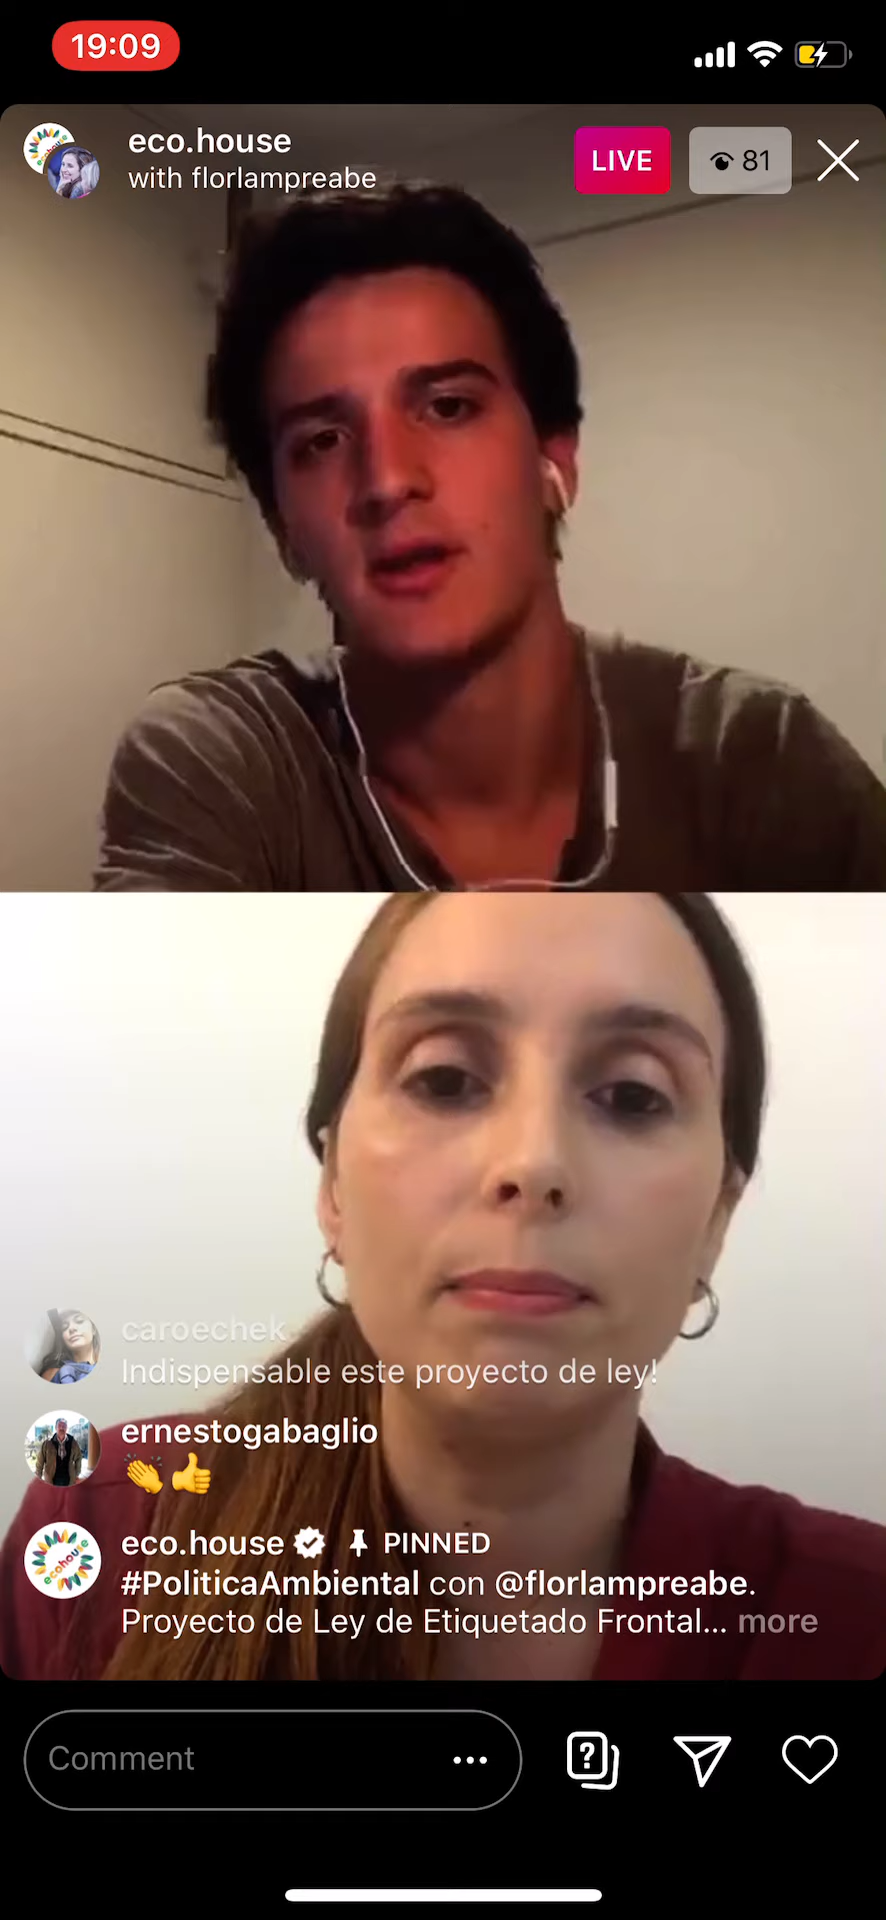 19:09
eco.house
with florlampreabe
LIVE
81
caroechek
Indispensable este proyecto de ley!
ernestogabaglio
👏👍
eco.house PINNED
#PoliticaAmbiental con @florlampreabe.
Proyecto de Ley de Etiquetado Frontal... more
ecohouse
Comment